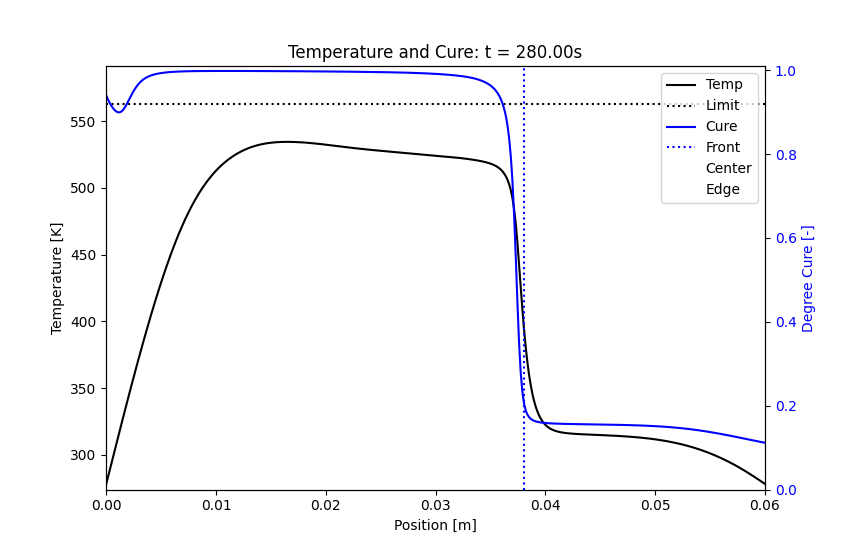 Temperature and Cure: t = 280.00s
Temp
Limit
Cure
Front
Center
Edge
Temperature [K]
550
500
450
400
350
300
1.0
0.8
0.6
0.4
0.2
0.0
Degree Cure [-]
0.00 0.01 0.02 0.03 0.04 0.05 0.06
Position [m]